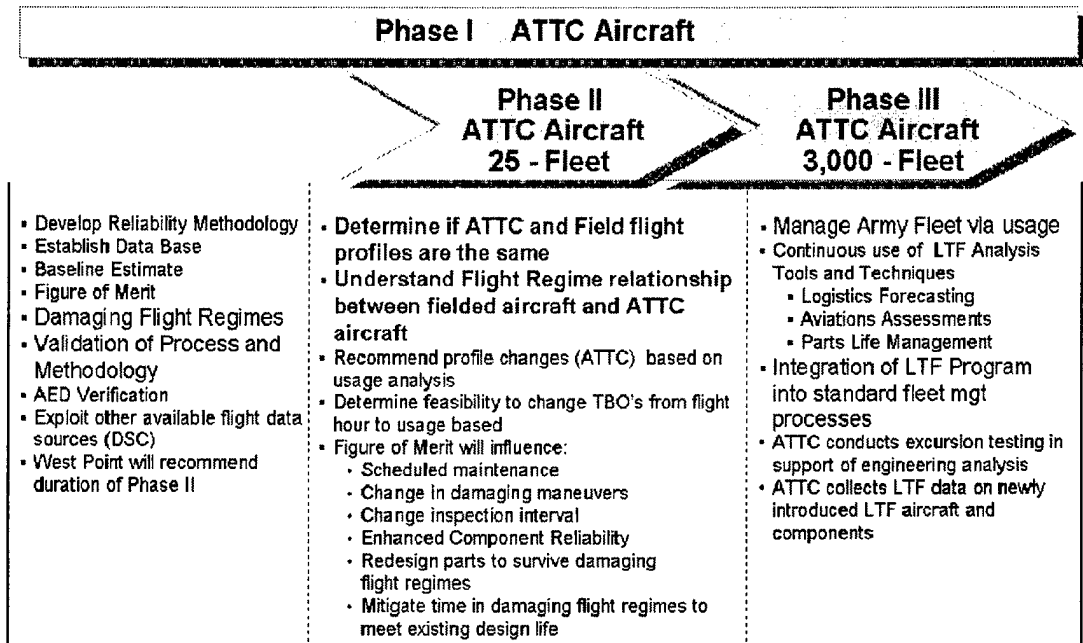 Phase I ATTC Aircraft
Phase II
ATTC Aircraft
25 - Fleet
Phase III
ATTC Aircraft
3,000 - Fleet
▪ Develop Reliability Methodology
▪ Establish Data Base
▪ Baseline Estimate
▪ Figure of Merit
▪ Damaging Flight Regimes
▪ Validation of Process and
Methodology
▪ AED Verification
▪ Exploit other available flight data
sources (DSC)
▪ West Point will recommend
duration of Phase II
▪ Determine if ATTC and Field flight
profiles are the same
▪ Understand Flight Regime relationship
between fielded aircraft and ATTC
aircraft
▪ Recommend profile changes (ATTC) based on
usage analysis
▪ Determine feasibility to change TBO's from flight
hour to usage based
▪ Figure of Merit will influence:
• Scheduled maintenance
• Change in damaging maneuvers
• Change inspection interval
• Enhanced Component Reliability
• Redesign parts to survive damaging
flight regimes
• Mitigate time in damaging flight regimes to
meet existing design life
▪ Manage Army Fleet via usage
▪ Continuous use of LTF Analysis
Tools and Techniques
▪ Logistics Forecasting
▪ Aviations Assessments
▪ Parts Life Management
▪ Integration of LTF Program
into standard fleet mgt
processes
▪ ATTC conducts excursion testing in
support of engineering analysis
▪ ATTC collects LTF data on newly
introduced LTF aircraft and
components